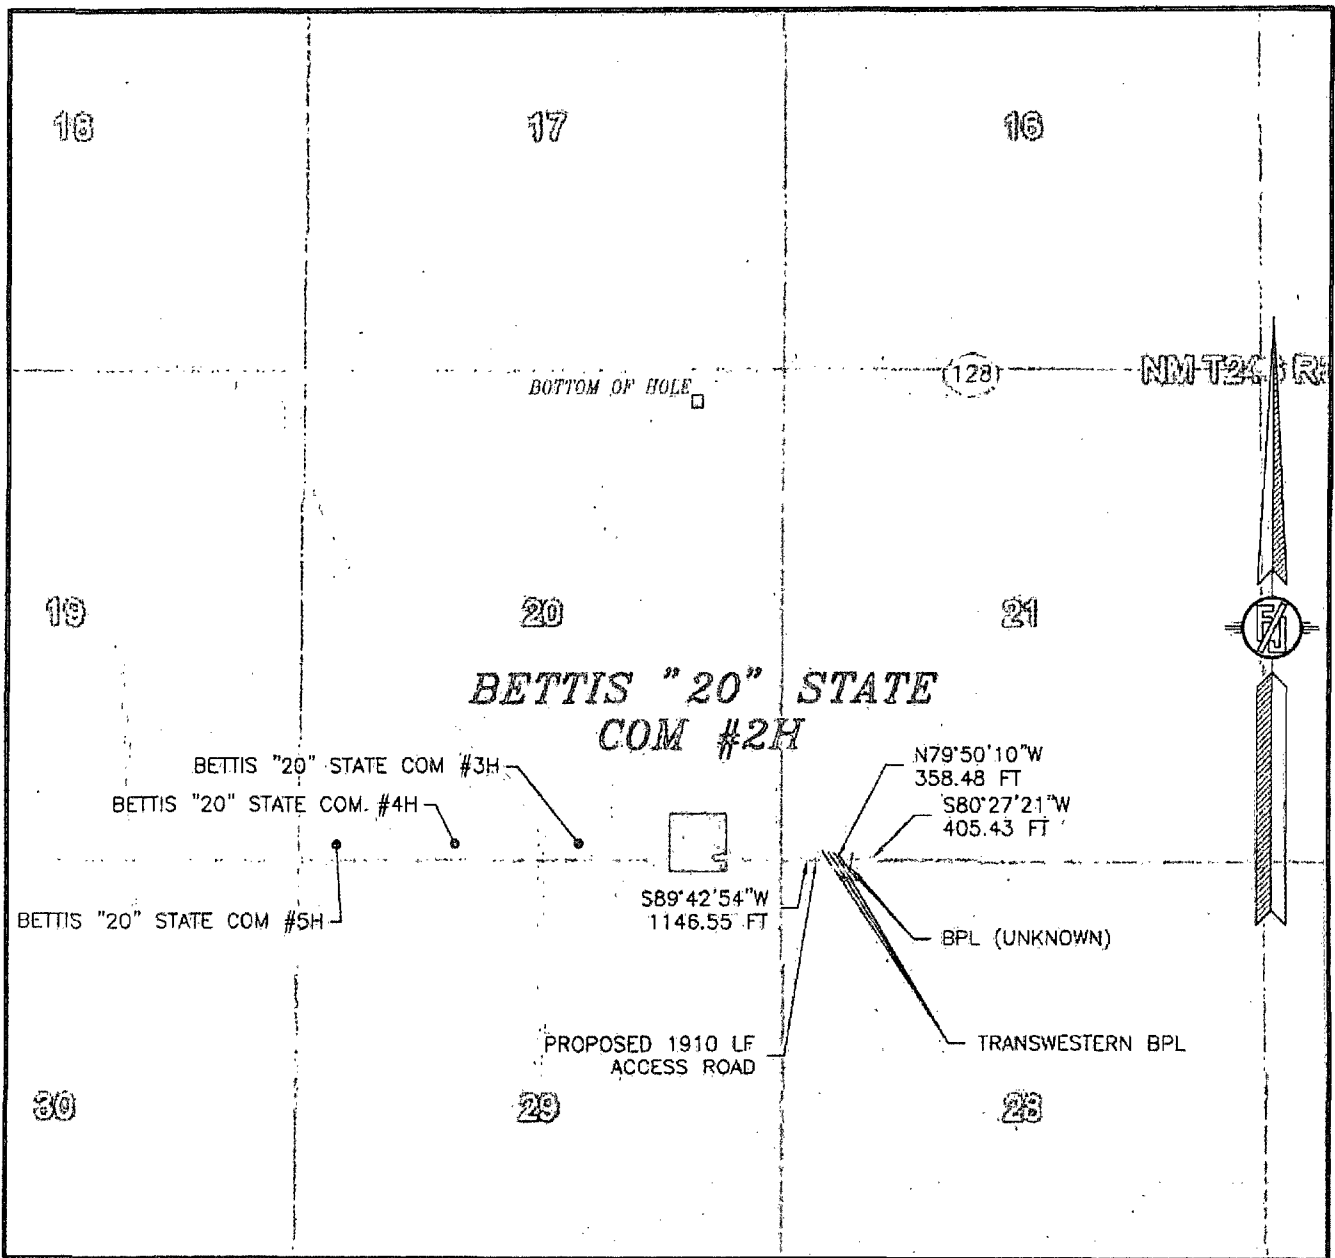 18
17
16
BOTTOM OF HOLE
128
19
20
21
BETTIS "20" STATE
COM #2H
BETTIS "20" STATE COM #3H
BETTIS "20" STATE COM. #4H
BETTIS "20" STATE COM #5H
N79°50'10"W
358.48 FT
S80°27'21"W
405.43 FT
S89°42'54"W
1146.55 FT
BPL (UNKNOWN)
PROPOSED 1910 LF
ACCESS ROAD
TRANSWESTERN BPL
30
29
28
NM